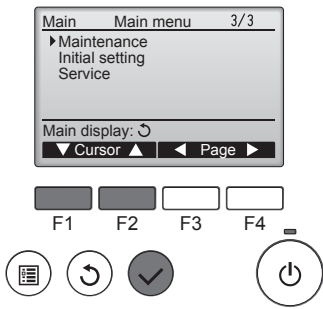 Main Main menu 3/3
Maintenance
Initial setting
Service
Main display:
Cursor Page
F1 F2 F3 F4